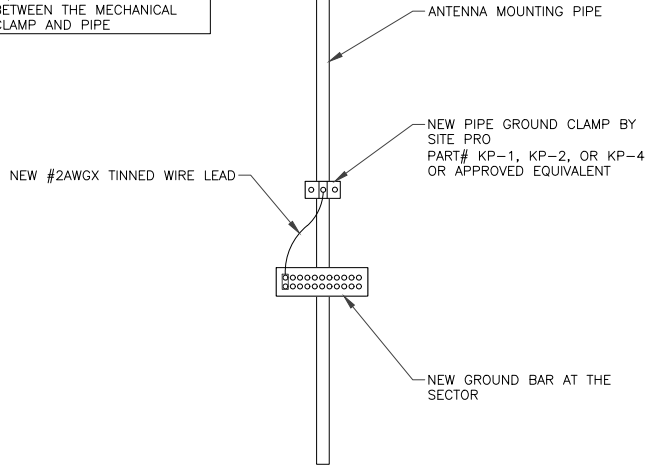 BETWEEN THE MECHANICAL
CLAMP AND PIPE
ANTENNA MOUNTING PIPE
NEW PIPE GROUND CLAMP BY
SITE PRO
PART# KP-1, KP-2, OR KP-4
OR APPROVED EQUIVALENT
NEW #2AWGX TINNED WIRE LEAD
NEW GROUND BAR AT THE
SECTOR